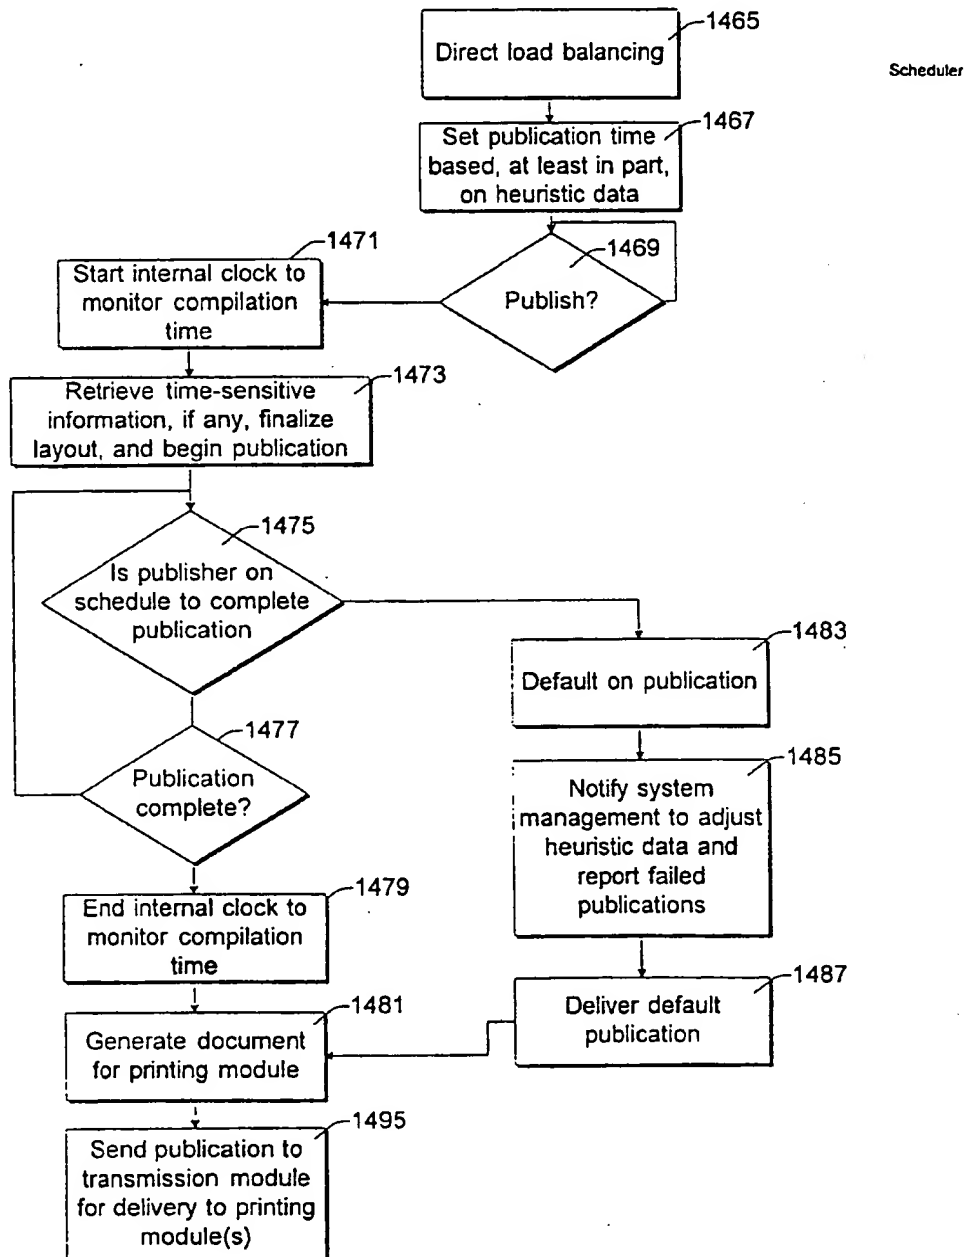 1465
Direct load balancing
Scheduler
1467
Set publication time
based, at least in part,
on heuristic data
1469
Publish?
1471
Start internal clock to
monitor compilation
time
1473
Retrieve time-sensitive
information, if any, finalize
layout, and begin publication
1475
Is publisher on
schedule to complete
publication
1477
Publication
complete?
1479
End internal clock to
monitor compilation
time
1481
Generate document
for printing module
1495
Send publication to
transmission module
for delivery to printing
module(s)
1483
Default on publication
1485
Notify system
management to adjust
heuristic data and
report failed
publications
1487
Deliver default
publication